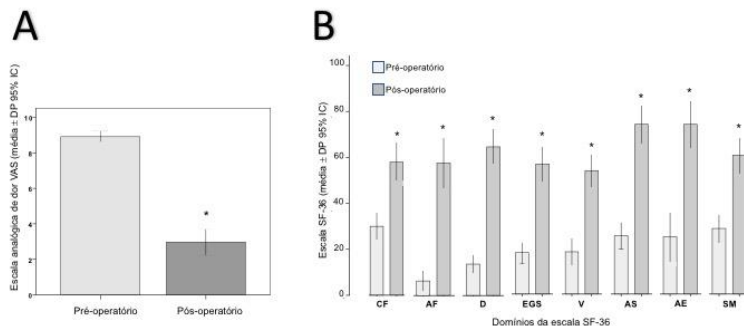 A
Escala analógica de dor VAS (média ± DP 95% IC)
10
8
6
4
2
0
*
Pré-operatório
Pós-operatório
B
Escala SF-36 (média ± DP 95% IC)
Pré-operatório
Pós-operatório
100
80
60
40
20
0
* * * * * * * *
CF AF D EGS V AS AE SM
Domínios da escala SF-36